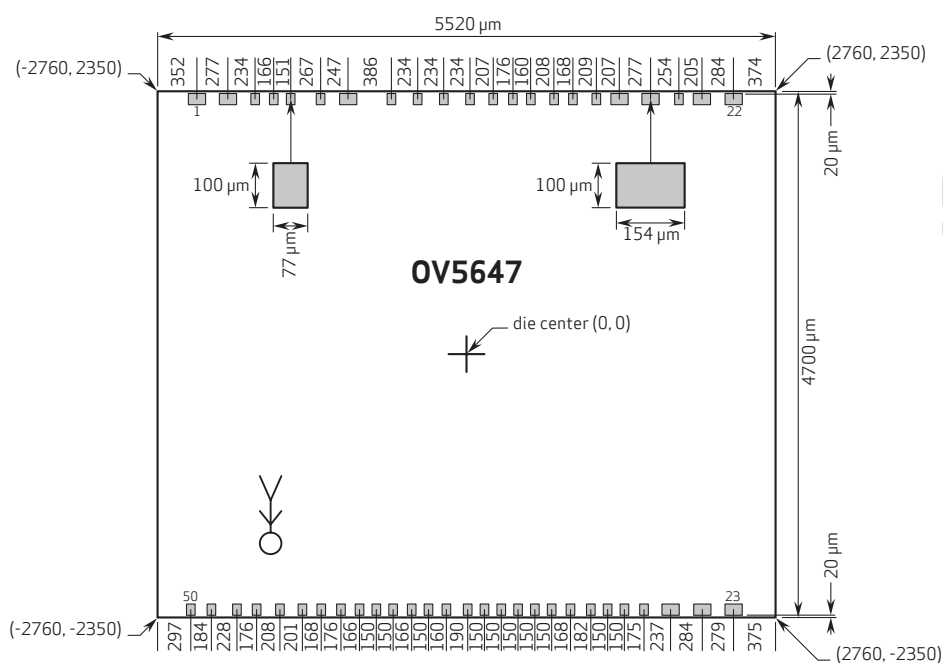 5520 µm
(-2760, 2350)
(2760, 2350)
352 277 234 166 151 267 247 386 234 234 234 207 176 160 208 168 209 207 277 254 205 284 374
1
22
20 µm
100 µm
77 µm
100 µm
154 µm
OV5647
die center (0, 0)
4700 µm
20 µm
50
23
297 184 228 176 208 201 168 176 166 150 150 166 150 160 190 150 150 150 150 150 168 182 150 150 175 237 284 279 375
(-2760, -2350)
(2760, -2350)